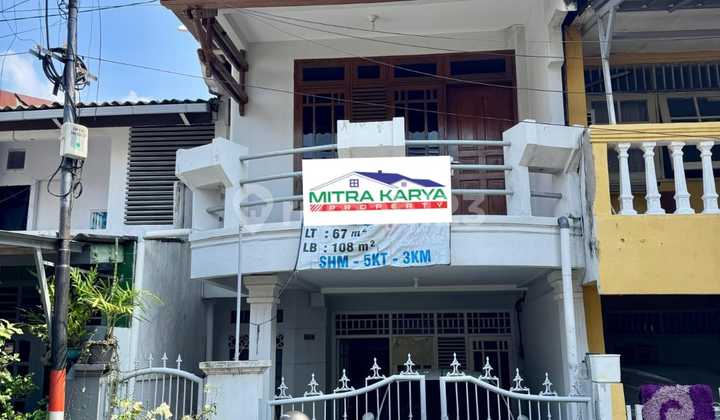 MITRA KARYA
PROPERTY
LT : 67 m²
LB : 108 m²
SHM - 5KT - 3KM